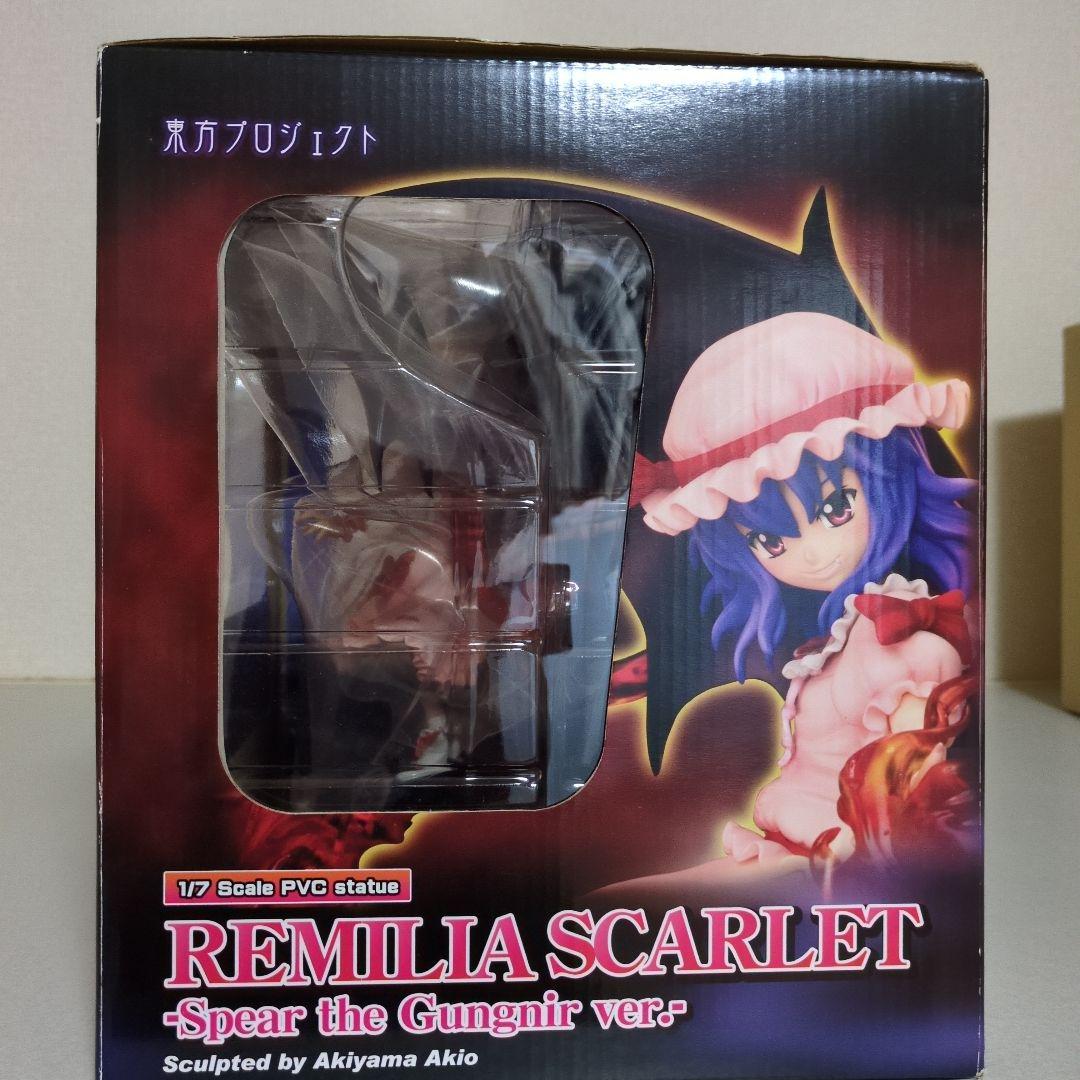 東方プロジェクト
1/7 Scale PVC statue
REMILIA SCARLET
-Spear the Gungnir ver.-
Sculpted by Akiyama Akio